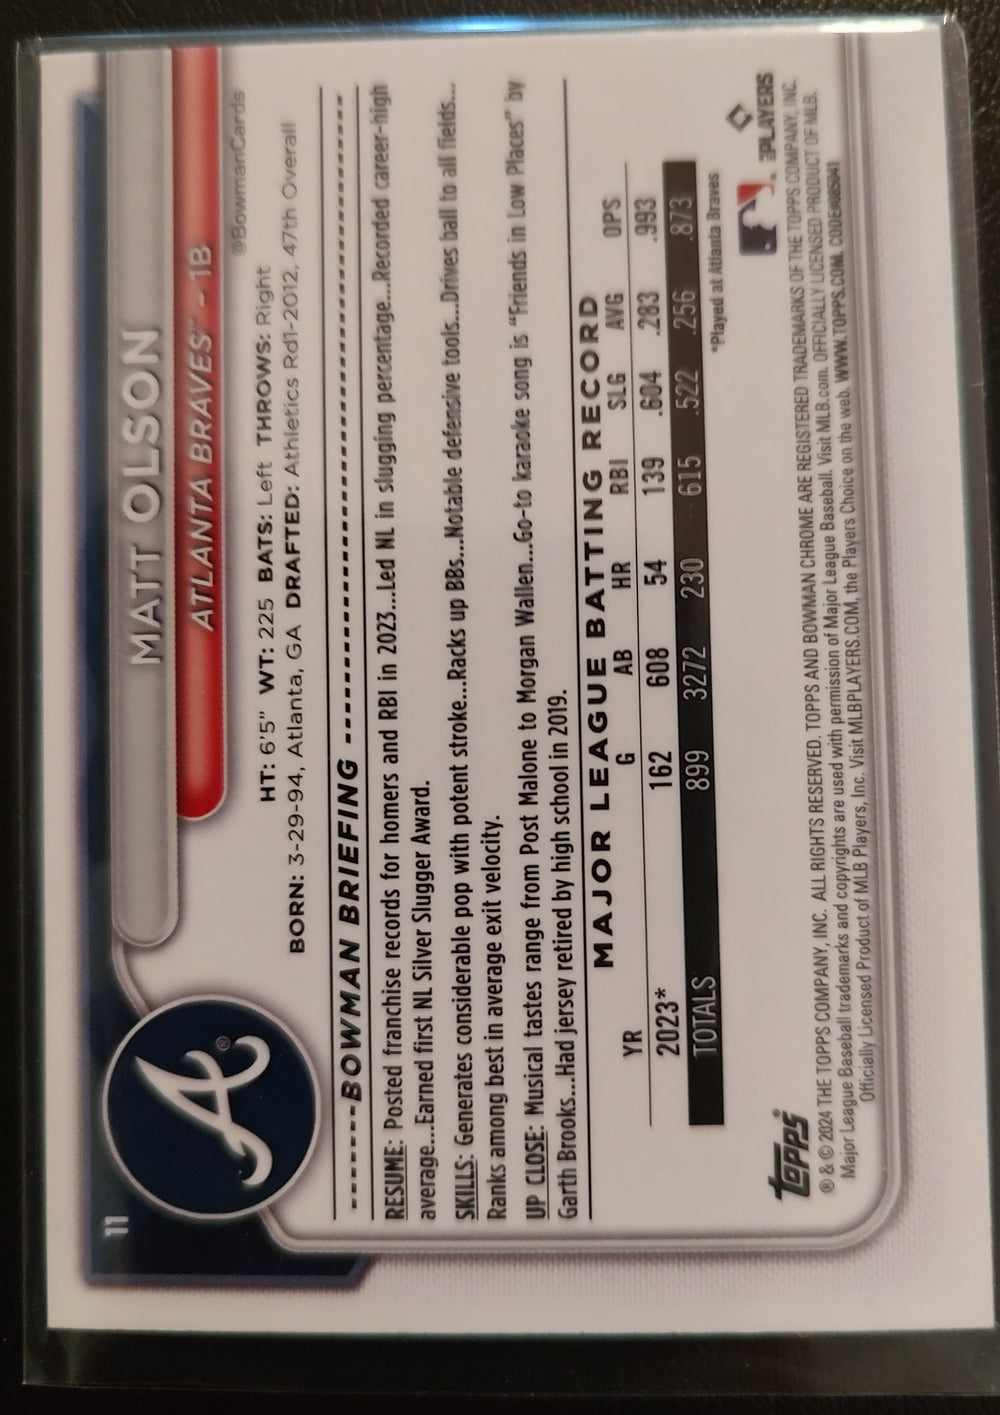 11
MATT OLSON
ATLANTA BRAVES™ - 1B
@BowmanCards
HT: 6'5" WT: 225 BATS: Left THROWS: Right
BORN: 3-29-94, Atlanta, GA DRAFTED: Athletics Rd1-2012, 47th Overall
BOWMAN BRIEFING
RESUME: Posted franchise records for homers and RBI in 2023...Led NL in slugging percentage...Recorded career-high
average...Earned first NL Silver Slugger Award.
SKILLS: Generates considerable pop with potent stroke...Racks up BBs...Notable defensive tools...Drives ball to all fields...
Ranks among best in average exit velocity.
UP CLOSE: Musical tastes range from Post Malone to Morgan Wallen...Go-to karaoke song is "Friends in Low Places" by
Garth Brooks...Had jersey retired by high school in 2019.
MAJOR LEAGUE BATTING RECORD
YR G AB HR RBI SLG AVG OPS
2023* 162 608 54 139 .604 .283 .993
TOTALS 899 3272 230 615 .522 .256 .873
*Played at Atlanta Braves
Topps®
PLAYERS
® & © 2024 THE TOPPS COMPANY, INC. ALL RIGHTS RESERVED. TOPPS AND BOWMAN CHROME ARE REGISTERED TRADEMARKS OF THE TOPPS COMPANY, INC.
Major League Baseball trademarks and copyrights are used with permission of Major League Baseball. Visit MLB.com. OFFICIALLY LICENSED PRODUCT OF MLB.
Officially Licensed Product of MLB Players, Inc. Visit MLBPLAYERS.COM, the Players Choice on the web. WWW.TOPPS.COM. CODE#085041